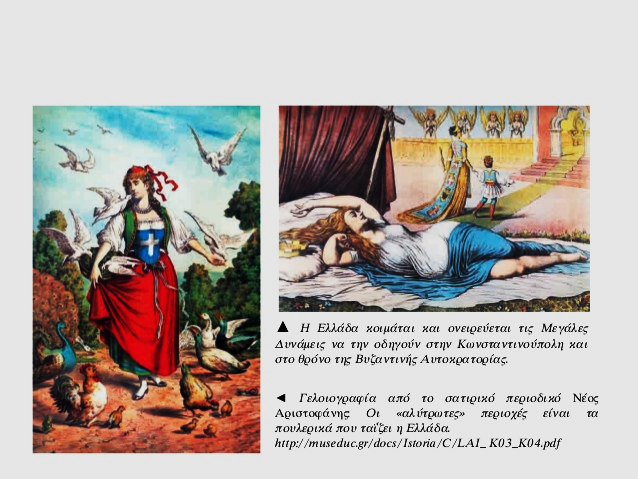 ▲ Η Ελλάδα κοιμάται και ονειρεύεται τις Μεγάλες
Δυνάμεις να την οδηγούν στην Κωνσταντινούπολη και
στο θρόνο της Βυζαντινής Αυτοκρατορίας.
◄ Γελοιογραφία από το σατιρικό περιοδικό Νέος
Αριστοφάνης: Οι «αλύτρωτες» περιοχές είναι τα
πουλερικά που ταΐζει η Ελλάδα.
http://museduc.gr/docs/Istoria/C/LAI_ K03_K04.pdf